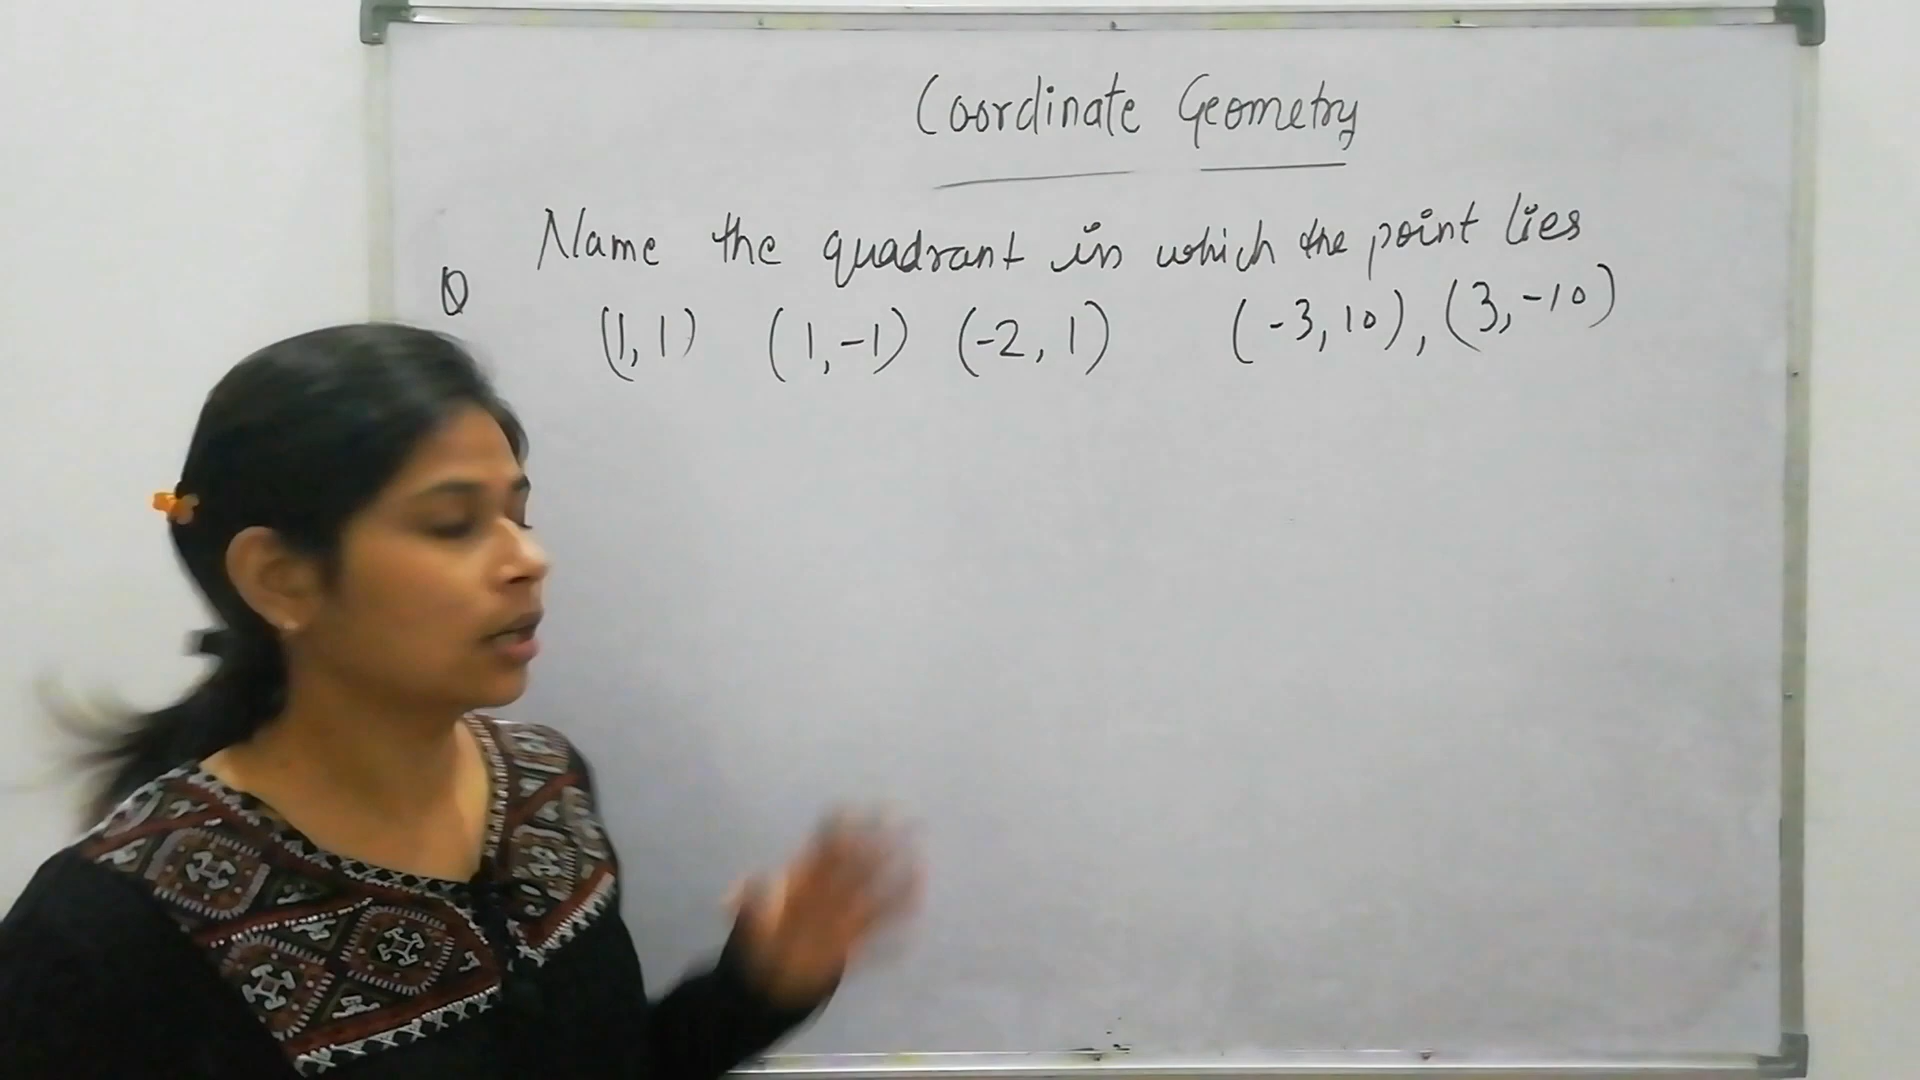 Coordinate Geometry
Name the quadrant in which the point lies
Q
(1, 1) (1, -1) (-2, 1) (-3, 10), (3, -10)